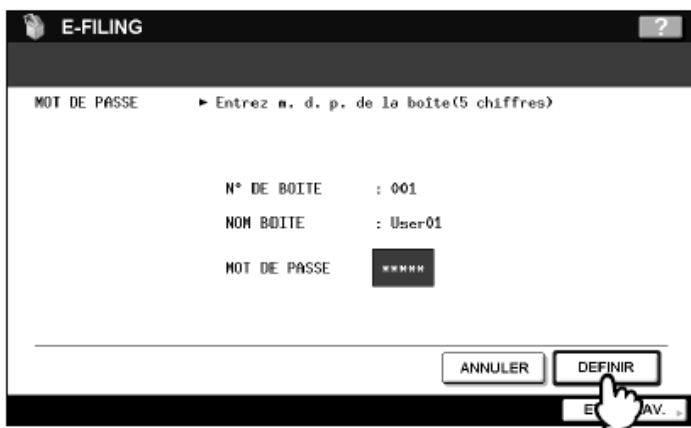 E-FILING
?
MOT DE PASSE ► Entrez m. d. p. de la boîte(5 chiffres)
N° DE BOITE : 001
NOM BOITE : User01
MOT DE PASSE *****
ANNULER DEFINIR
AV.